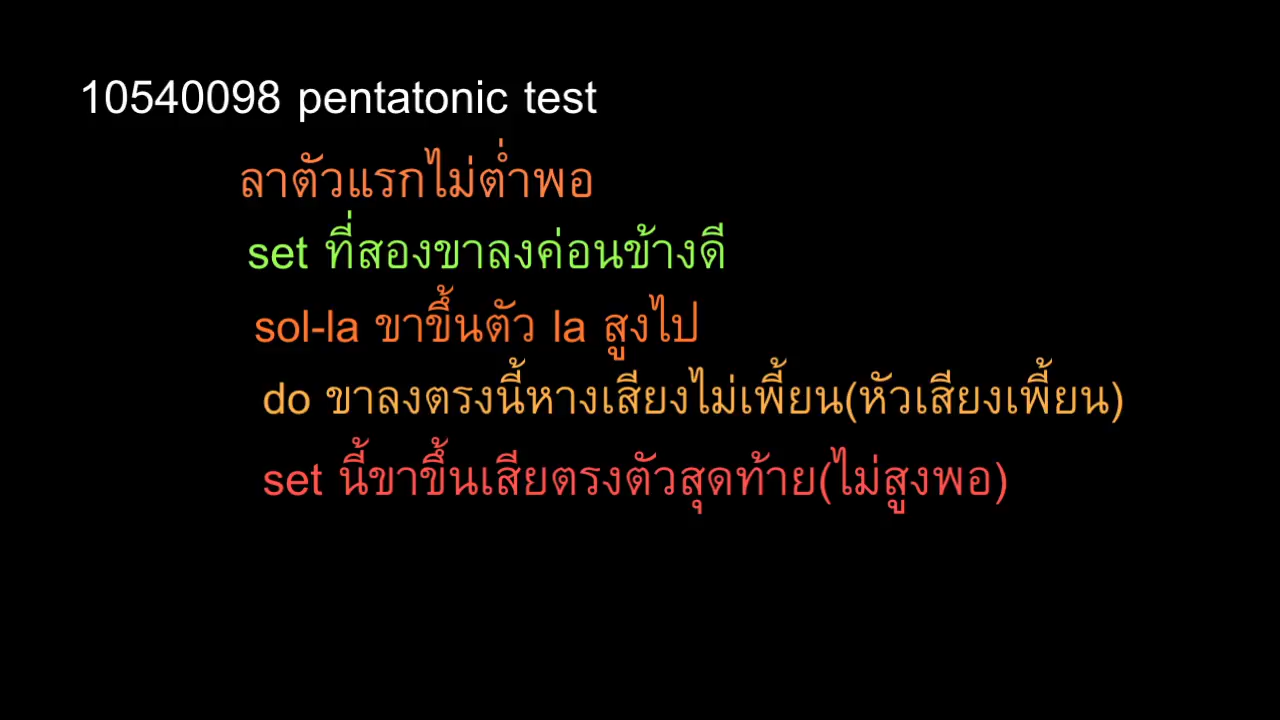 10540098 pentatonic test
ลาตัวแรกไม่ต่ำพอ
set ที่สองขาลงค่อนข้างดี
sol-la ขาขึ้นตัว la สูงไป
do ขาลงตรงนี้หางเสียงไม่เพี้ยน(หัวเสียงเพี้ยน)
set นี้ขาขึ้นเสียตรงตัวสุดท้าย(ไม่สูงพอ)